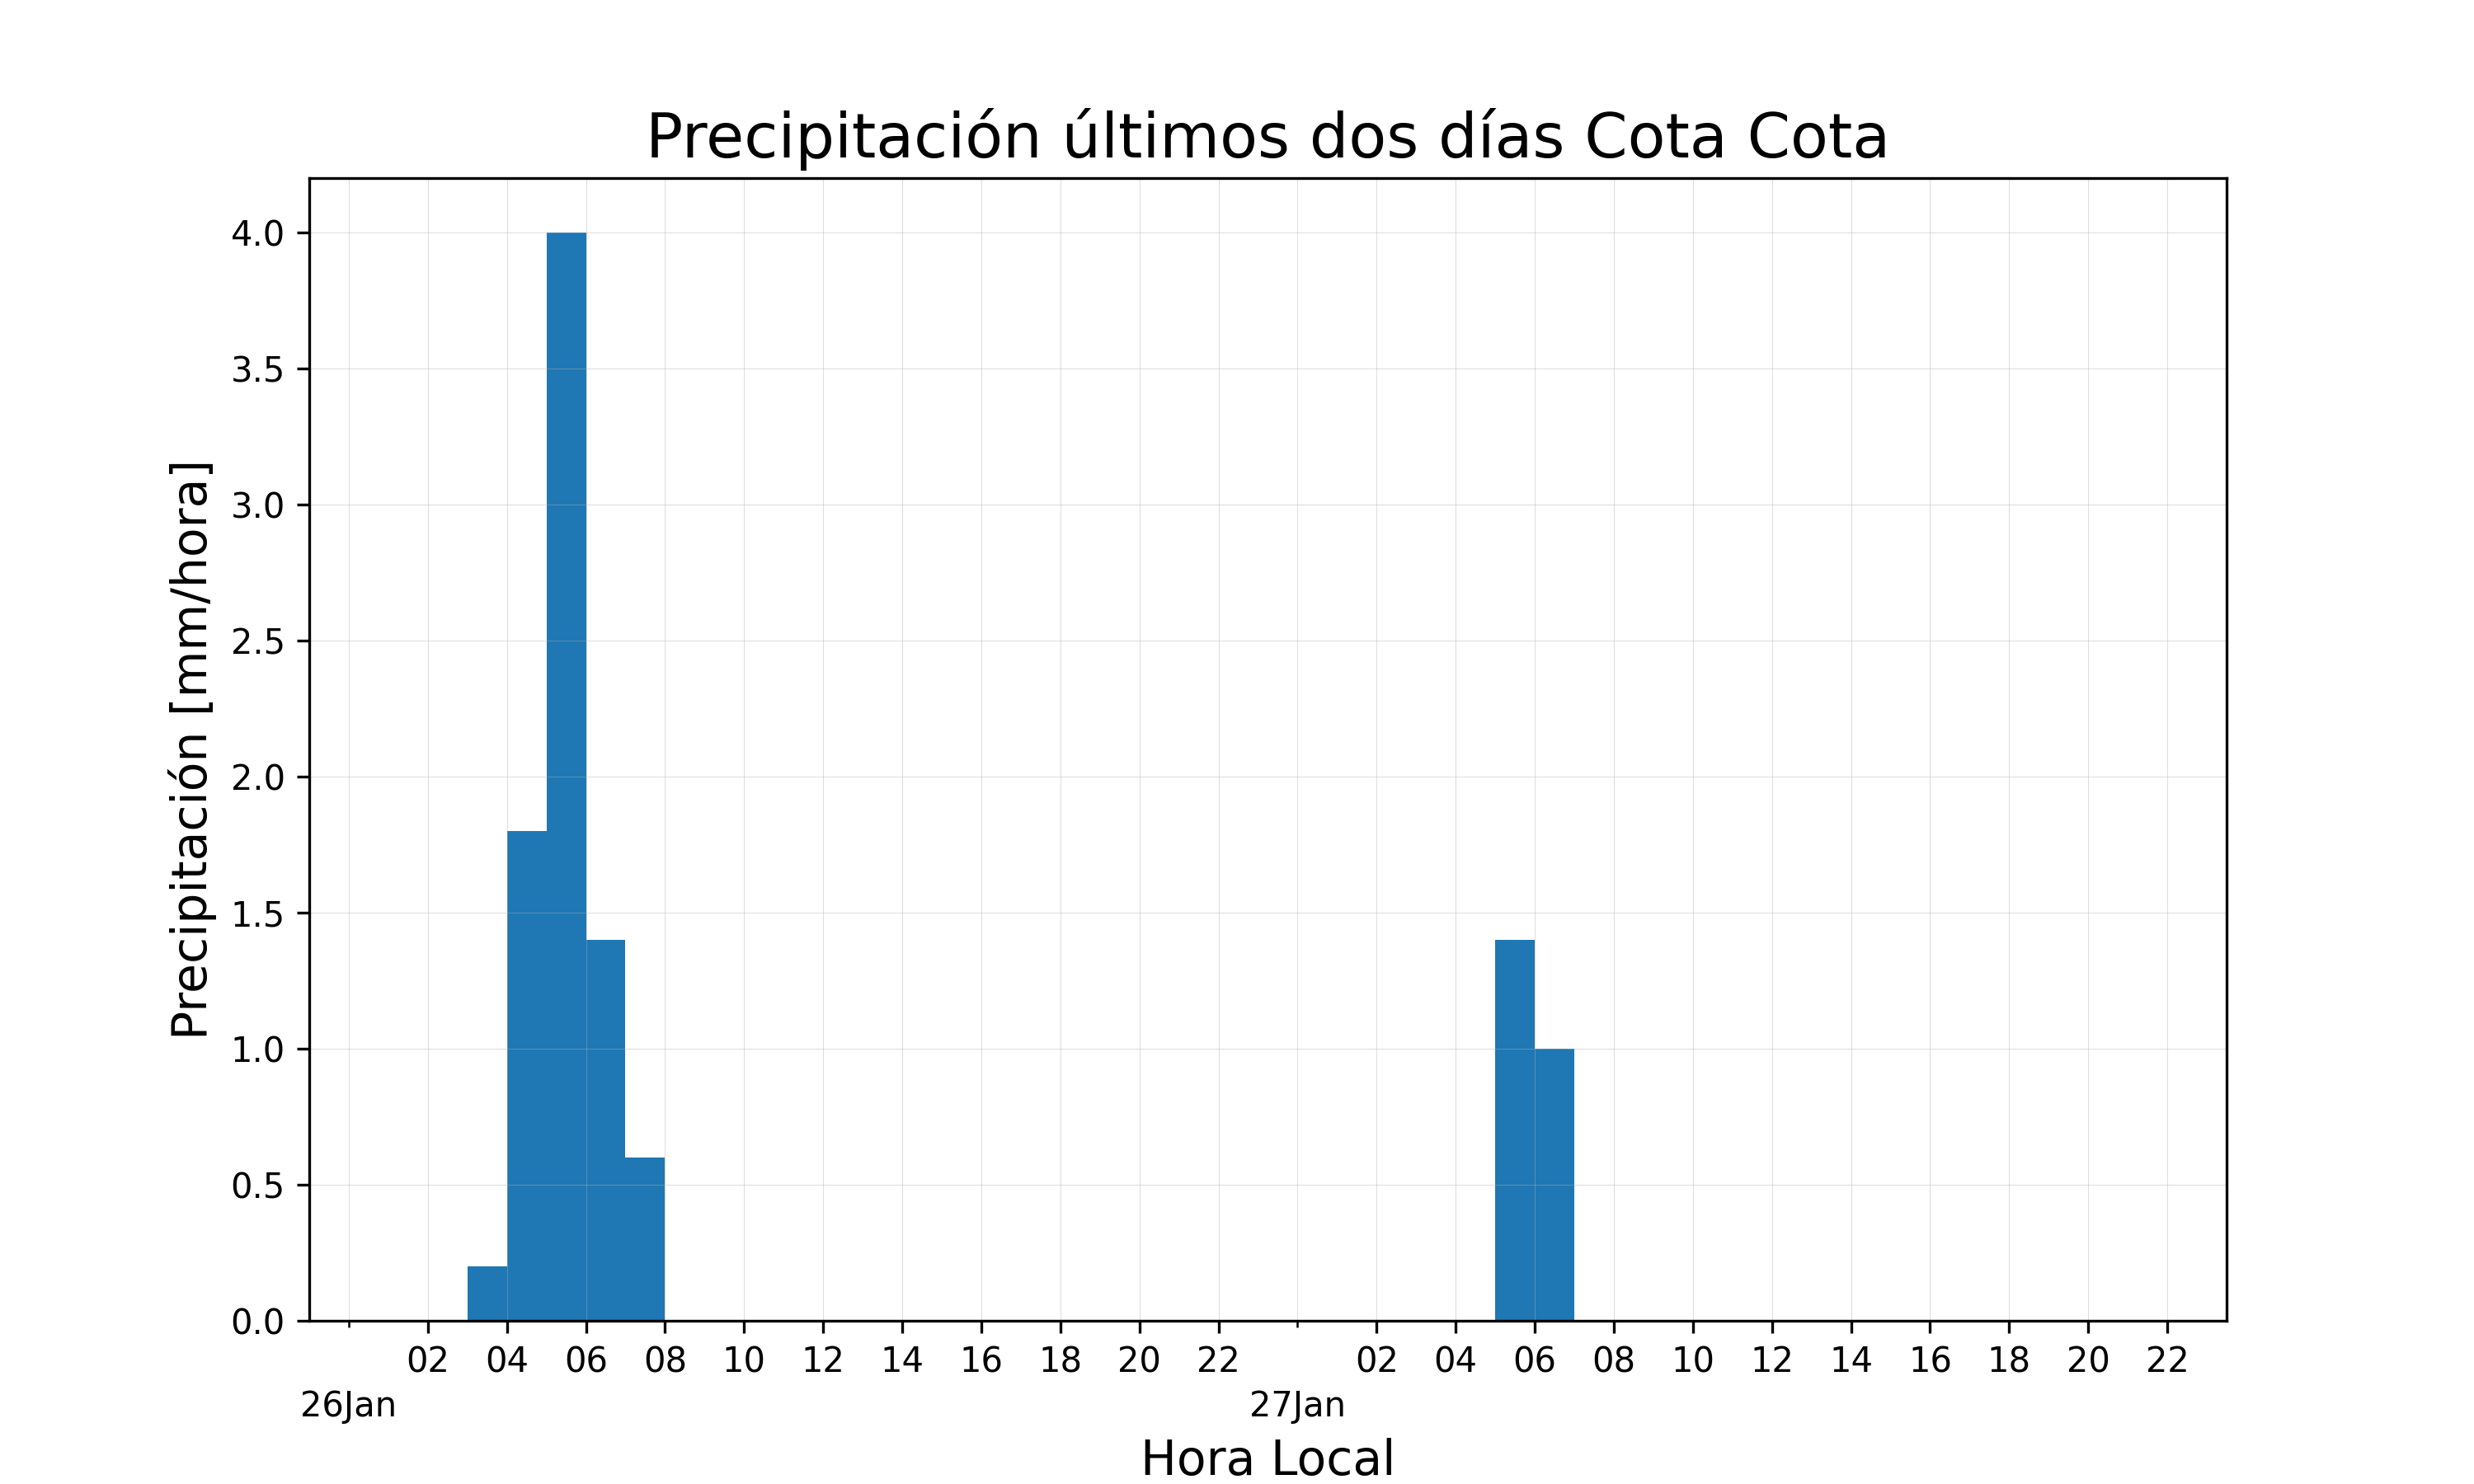 Precipitación últimos dos días Cota Cota
Precipitación [mm/hora]
4.0
3.5
3.0
2.5
2.0
1.5
1.0
0.5
0.0
02 04 06 08 10 12 14 16 18 20 22 02 04 06 08 10 12 14 16 18 20 22
26Jan 27Jan
Hora Local